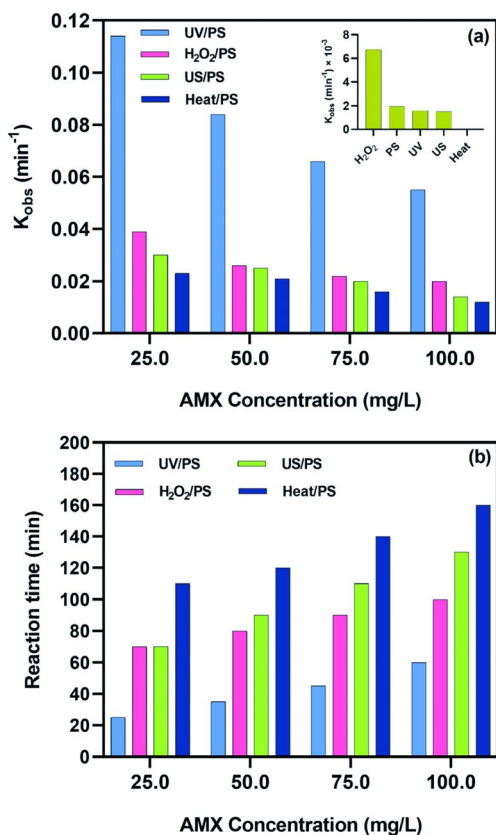 (a)
UV/PS
H₂O₂/PS
US/PS
Heat/PS
K_obs (min⁻¹)
0.12
0.10
0.08
0.06
0.04
0.02
0.00
25.0 50.0 75.0 100.0
AMX Concentration (mg/L)
K_obs (min⁻¹) × 10⁻³
8
6
4
2
0
H₂O₂ PS UV US Heat
(b)
UV/PS US/PS
H₂O₂/PS Heat/PS
Reaction time (min)
200
180
160
140
120
100
80
60
40
20
0
25.0 50.0 75.0 100.0
AMX Concentration (mg/L)